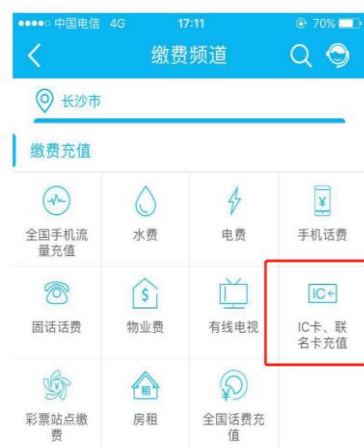 中国电信 4G 17:11 70%
缴费频道
长沙市
缴费充值
全国手机流
量充值
水费
电费
¥
手机话费
固话话费
$
物业费
有线电视
IC
IC卡、联
名卡充值
彩票站点缴
费
租
房租
全国话费充
值